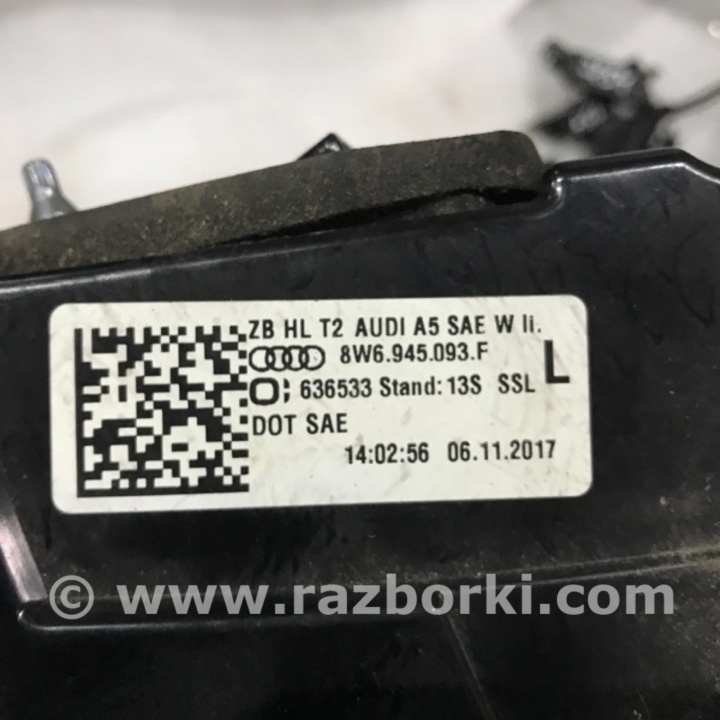 ZB HL T2 AUDI A5 SAE W li.
8W6.945.093.F
L
636533 Stand: 13S SSL
DOT SAE
14:02:56 06.11.2017
© www.razborki.com